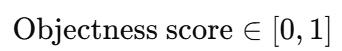 Objectness score ∈ [0, 1]